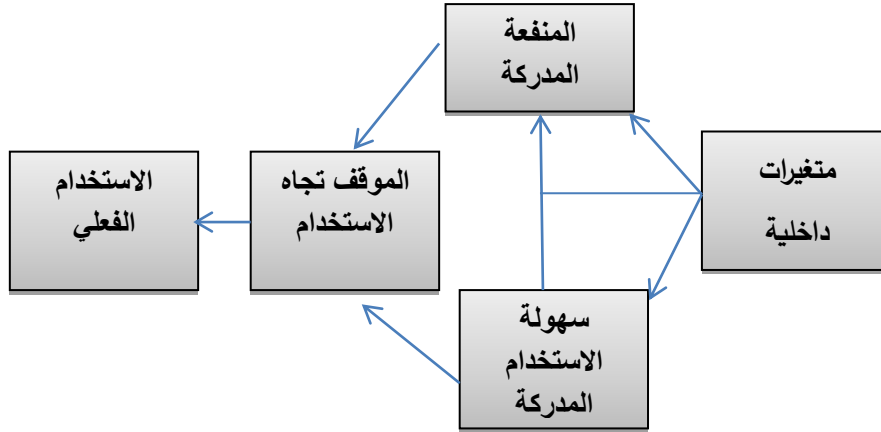 المنفعة
المدركة
متغيرات
داخلية
الموقف تجاه
الاستخدام
الاستخدام
الفعلي
سهولة
الاستخدام
المدركة